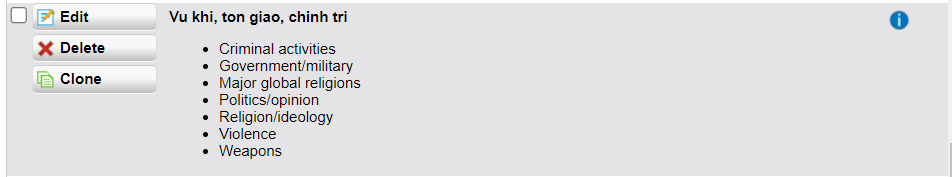 Edit
Vu khi, ton giao, chinh tri
Delete
Clone
Criminal activities
Government/military
Major global religions
Politics/opinion
Religion/ideology
Violence
Weapons